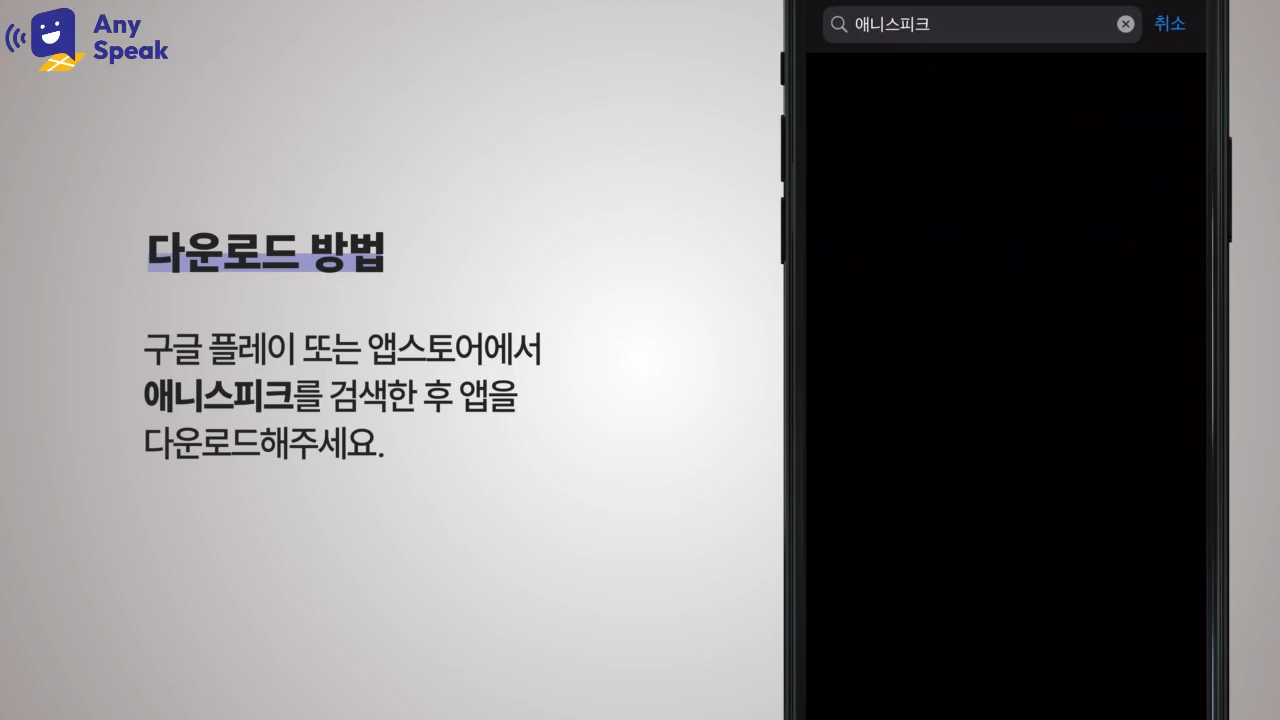 Any
Speak
애니스피크
취소
다운로드 방법
구글 플레이 또는 앱스토어에서
애니스피크를 검색한 후 앱을
다운로드해주세요.